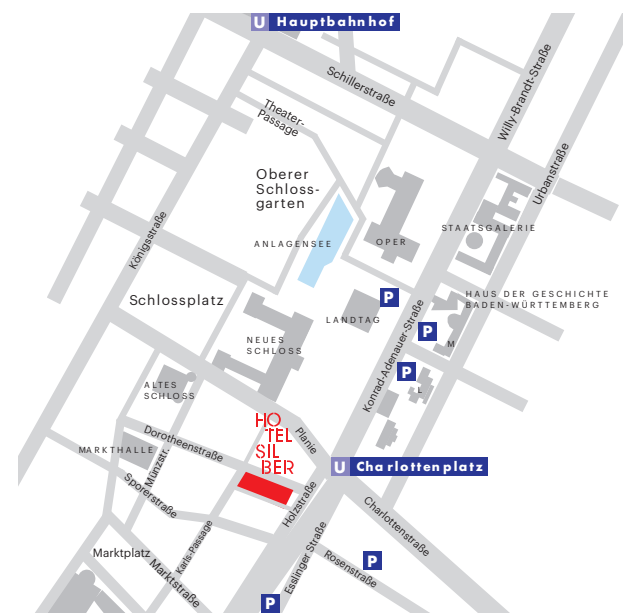 U Hauptbahnhof
Schillerstraße
Willy-Brandt-Straße
Theater-
Passage
Urbanstraße
Oberer
Schloss-
garten
Königsstraße
STAATSGALERIE
ANLAGENSEE
OPER
Schlossplatz
P
HAUS DER GESCHICHTE
BADEN-WÜRTTEMBERG
LANDTAG
P
Konrad-Adenauer-Straße
NEUES
SCHLOSS
M
P
ALTES
SCHLOSS
L
HO
TEL
SIL
BER
Planie
Dorotheenstraße
MARKTHALLE
Münzstr.
U Charlottenplatz
Sporerstraße
Holzstraße
Charlottenstraße
Karls-Passage
Esslinger Straße
Marktplatz
Marktstraße
P
Rosenstraße
P